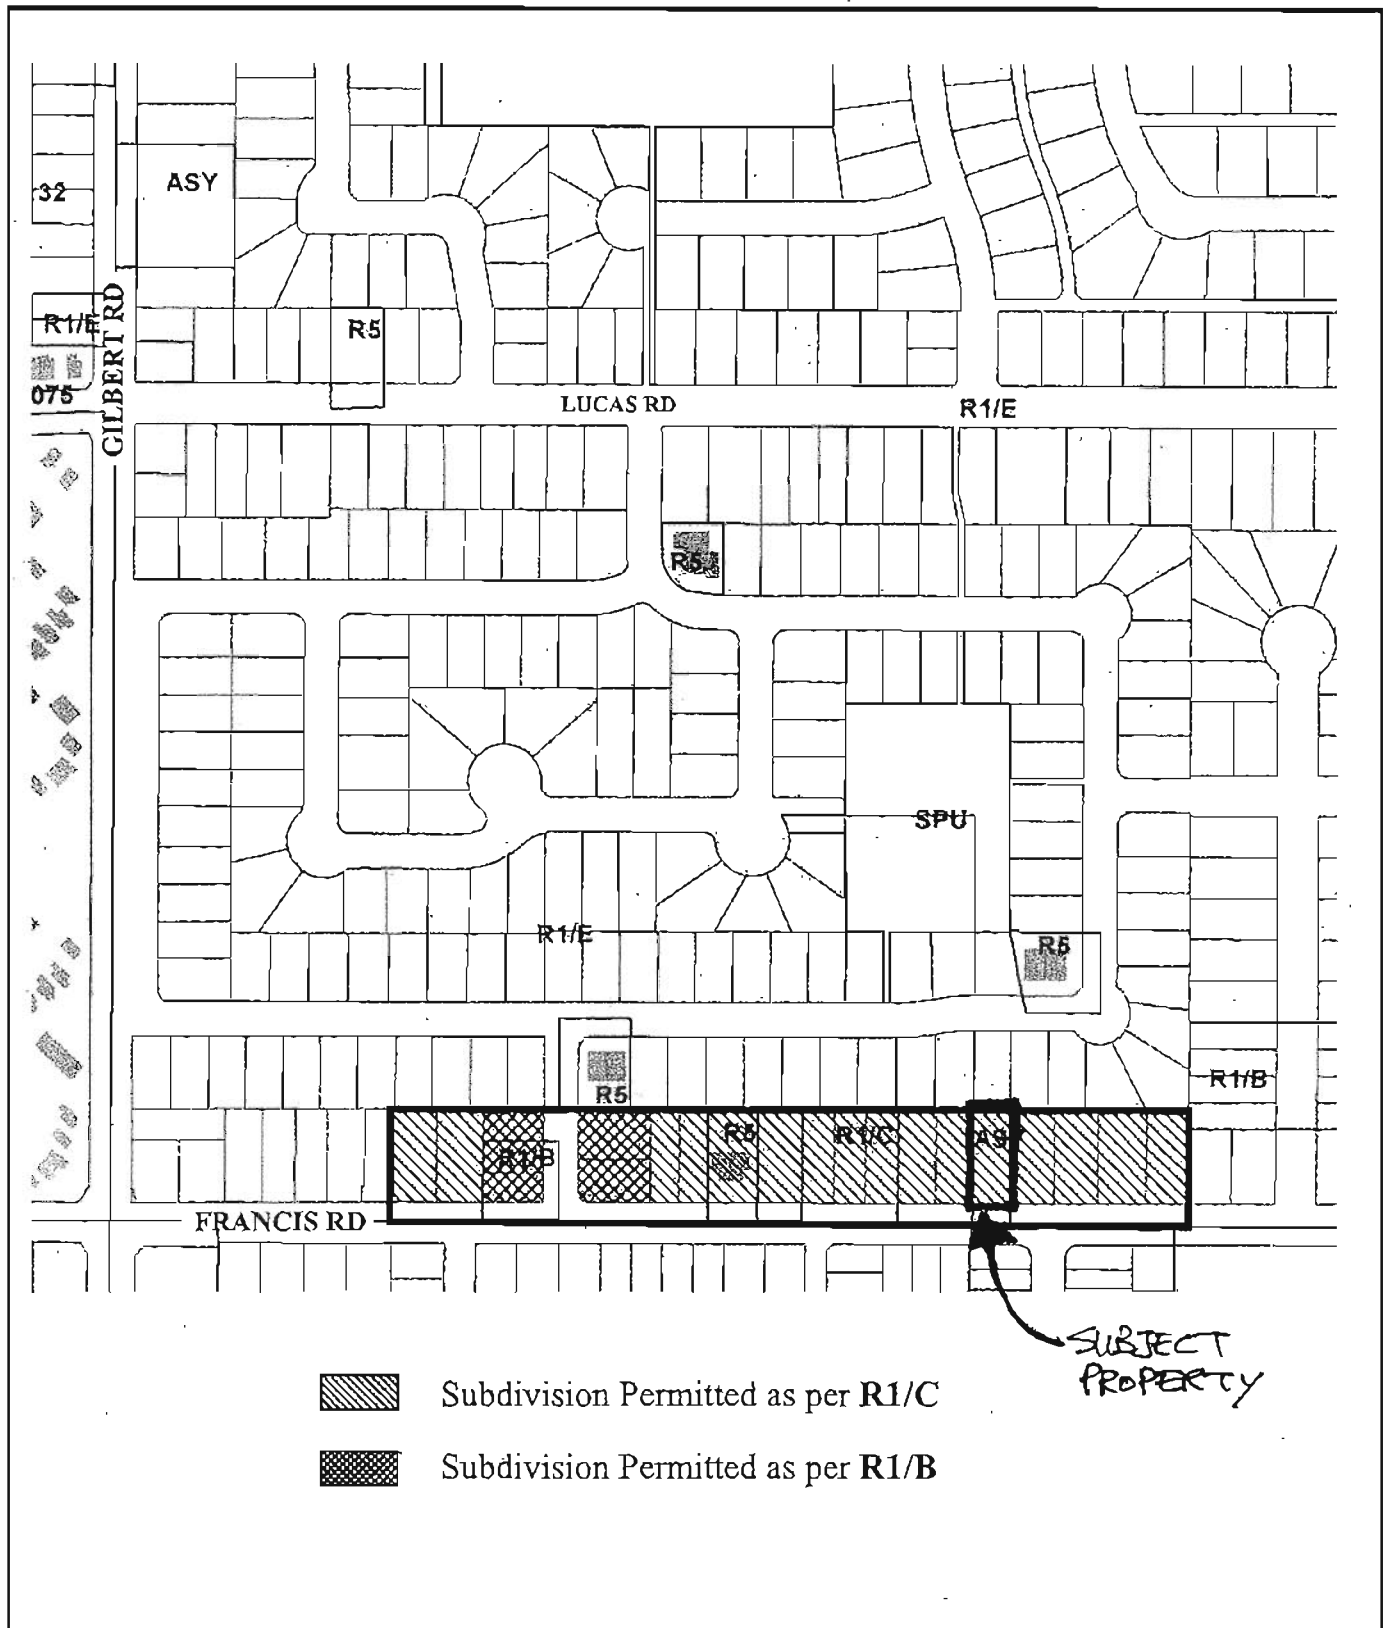 ASY
32
R1/E
R5
GILBERT RD
075
LUCAS RD
R1/E
R5
SPU
R1/E
R5
R1/B
R5
R1/B
R5
R1/C
FRANCIS RD
SUBJECT
PROPERTY
Subdivision Permitted as per R1/C
Subdivision Permitted as per R1/B